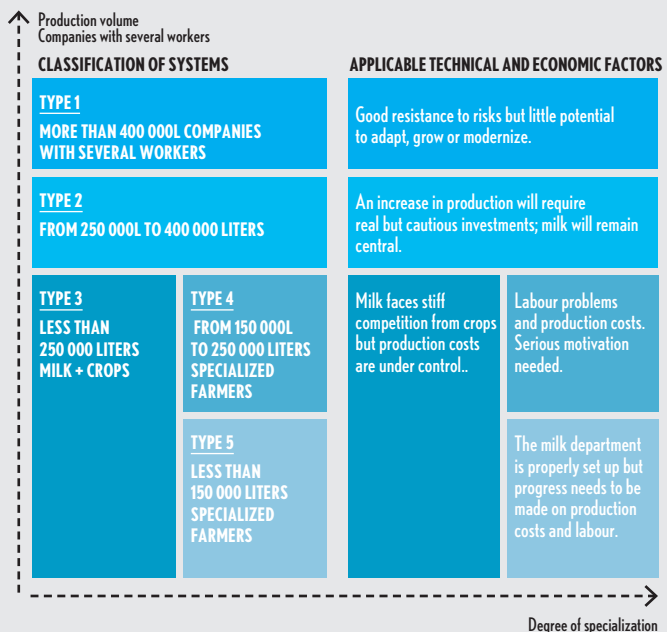 Production volume
Companies with several workers
CLASSIFICATION OF SYSTEMS
TYPE 1
MORE THAN 400 000L COMPANIES
WITH SEVERAL WORKERS
TYPE 2
FROM 250 000L TO 400 000 LITERS
TYPE 3
LESS THAN
250 000 LITERS
MILK + CROPS
TYPE 4
FROM 150 000L
TO 250 000 LITERS
SPECIALIZED
FARMERS
TYPE 5
LESS THAN
150 000 LITERS
SPECIALIZED
FARMERS
APPLICABLE TECHNICAL AND ECONOMIC FACTORS
Good resistance to risks but little potential
to adapt, grow or modernize.
An increase in production will require
real but cautious investments; milk will remain
central.
Milk faces stiff
competition from crops
but production costs
are under control..
Labour problems
and production costs.
Serious motivation
needed.
The milk department
is properly set up but
progress needs to be
made on production
costs and labour.
Degree of specialization